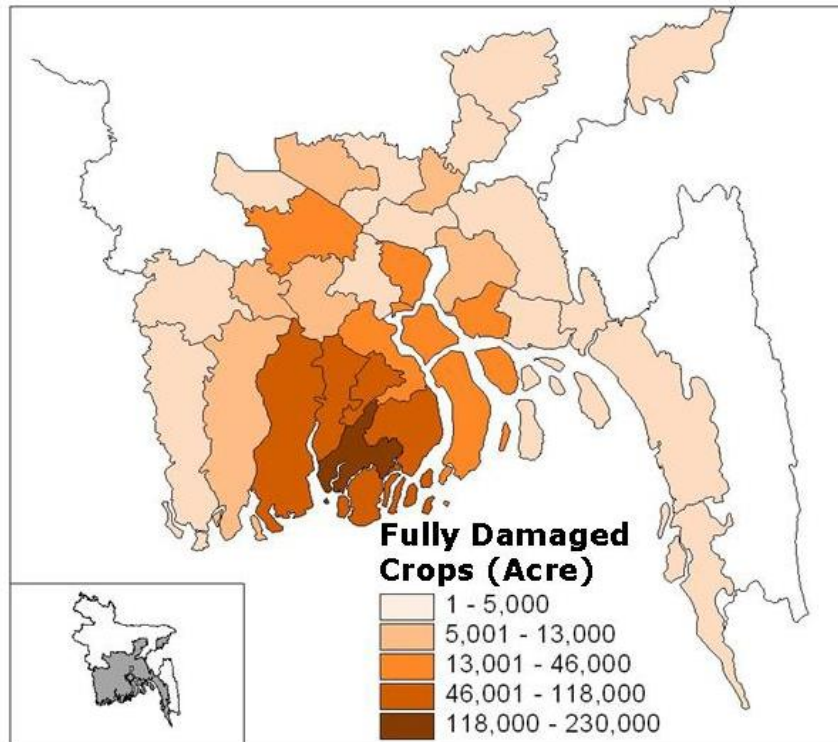 Fully Damaged
Crops (Acre)
1 - 5,000
5,001 - 13,000
13,001 - 46,000
46,001 - 118,000
118,000 - 230,000